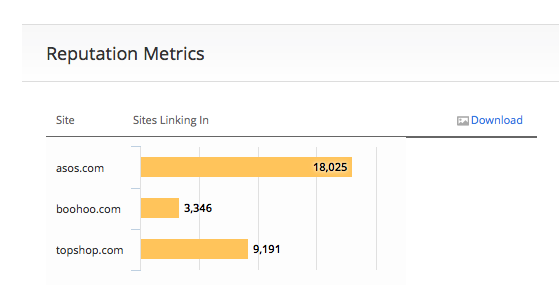 Reputation Metrics
Site Sites Linking In Download
asos.com 18,025
boohoo.com 3,346
topshop.com 9,191